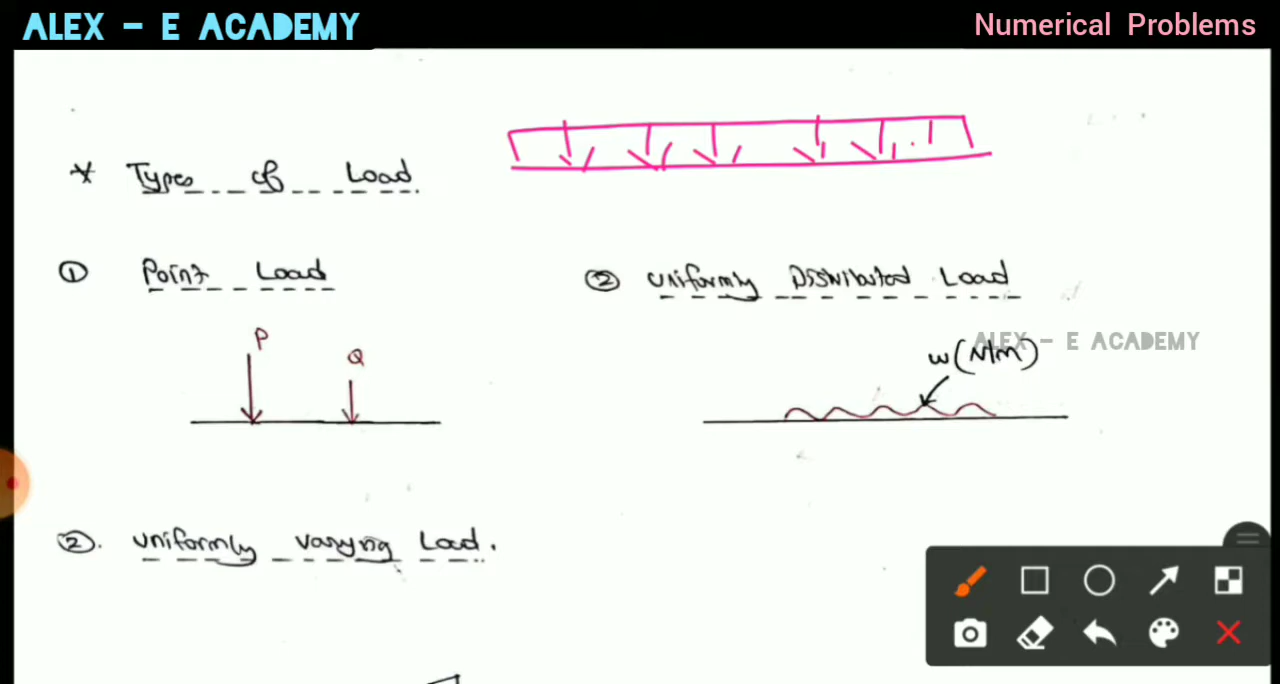 ALEX - E ACADEMY
Numerical Problems
* Types of Load
① Point Load
② Uniformly Distributed Load
P
Q
ALEX - E ACADEMY
w(N/m)
②. Uniformly varying Load.